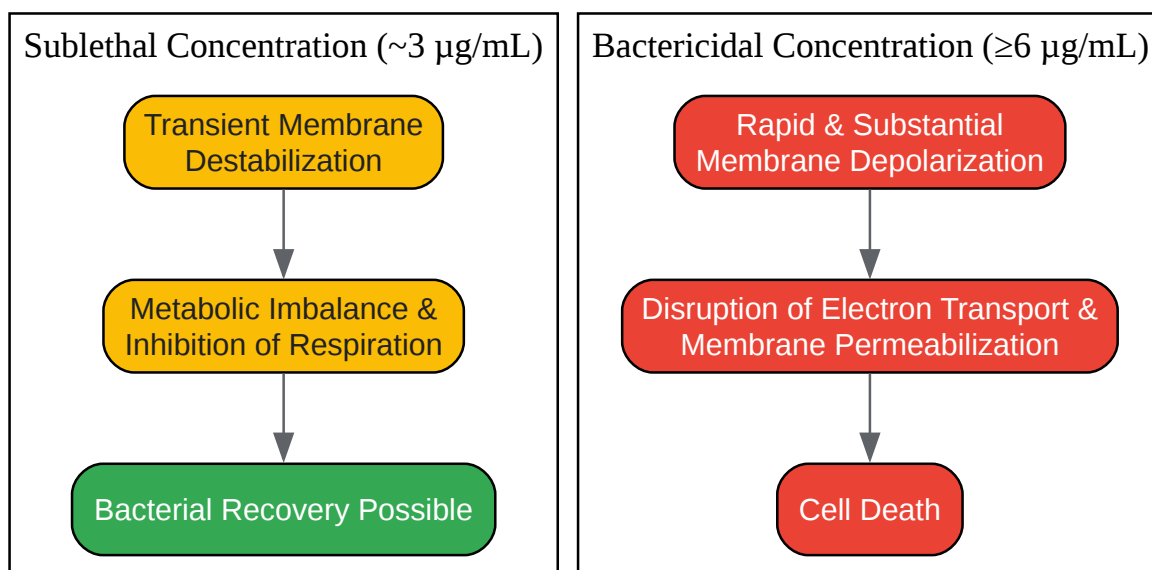 Sublethal Concentration (~3 µg/mL)
Transient Membrane
Destabilization
Metabolic Imbalance &
Inhibition of Respiration
Bacterial Recovery Possible
Bactericidal Concentration (≥6 µg/mL)
Rapid & Substantial
Membrane Depolarization
Disruption of Electron Transport &
Membrane Permeabilization
Cell Death